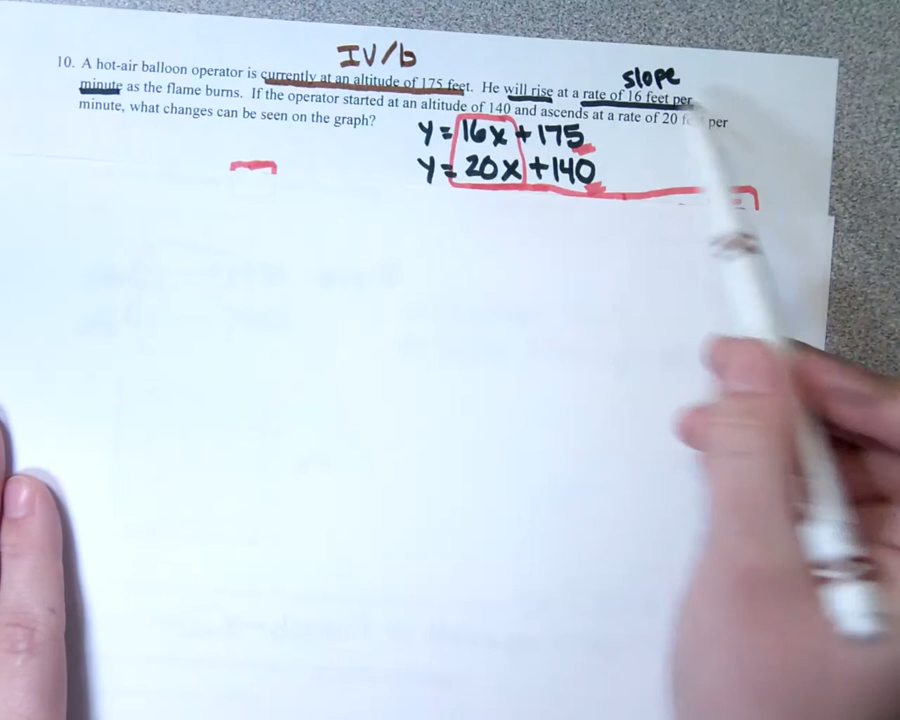 IV/b
slope
10. A hot-air balloon operator is currently at an altitude of 175 feet. He will rise at a rate of 16 feet per
minute as the flame burns. If the operator started at an altitude of 140 and ascends at a rate of 20 per
minute, what changes can be seen on the graph?
y = 16x + 175
y = 20x + 140